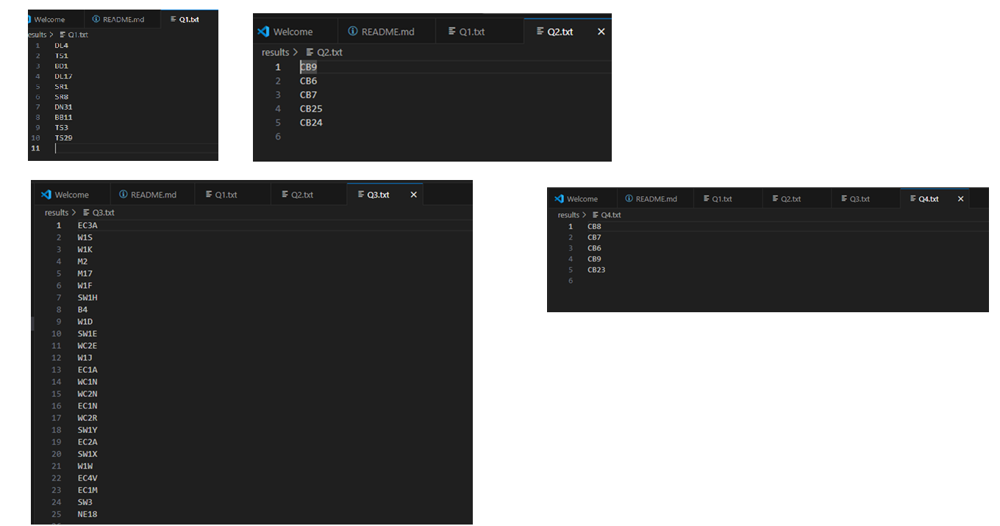 Welcome README.md Q1.txt
esults > Q1.txt
1 DL4
2 TS1
3 BD1
4 DL17
5 SR1
6 SR8
7 DN31
8 BB11
9 TS3
10 TS29
11
Welcome README.md Q1.txt Q2.txt
results > Q2.txt
1 CB9
2 CB6
3 CB7
4 CB25
5 CB24
6
Welcome README.md Q1.txt Q2.txt Q3.txt
results > Q3.txt
1 EC3A
2 W1S
3 W1K
4 M2
5 M17
6 W1F
7 SW1H
8 B4
9 W1D
10 SW1E
11 WC2E
12 W1J
13 EC1A
14 WC1N
15 WC2N
16 EC1N
17 WC2R
18 SW1Y
19 EC2A
20 SW1X
21 W1W
22 EC4V
23 EC1M
24 SW3
25 NE18
Welcome README.md Q1.txt Q2.txt Q3.txt Q4.txt
results > Q4.txt
1 CB8
2 CB7
3 CB6
4 CB9
5 CB23
6